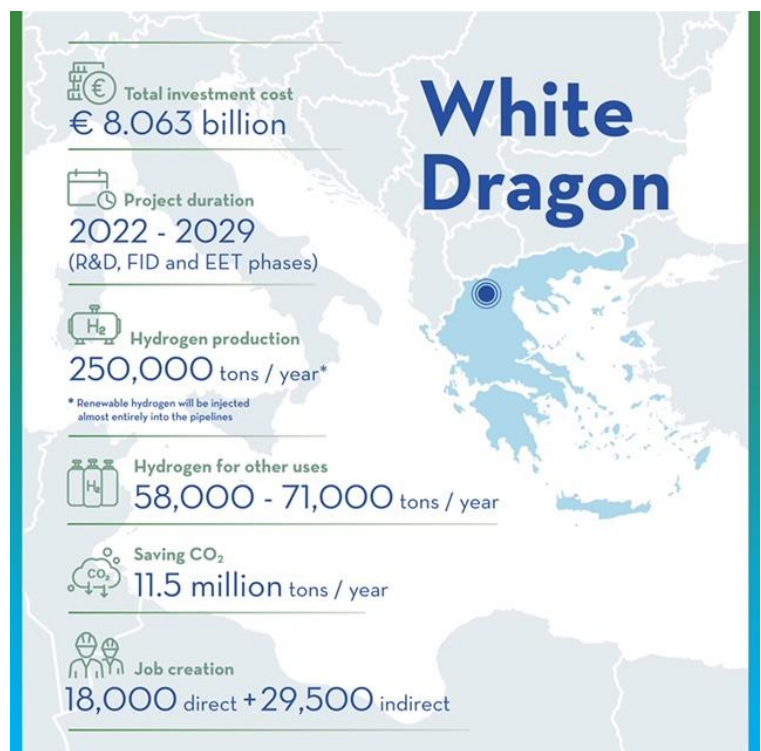 White
Dragon
Total investment cost
€ 8.063 billion
Project duration
2022 - 2029
(R&D, FID and EET phases)
H₂
Hydrogen production
250,000 tons / year*
* Renewable hydrogen will be injected
almost entirely into the pipelines
H₂
Hydrogen for other uses
58,000 - 71,000 tons / year
CO₂
Saving CO₂
11.5 million tons / year
Job creation
18,000 direct + 29,500 indirect